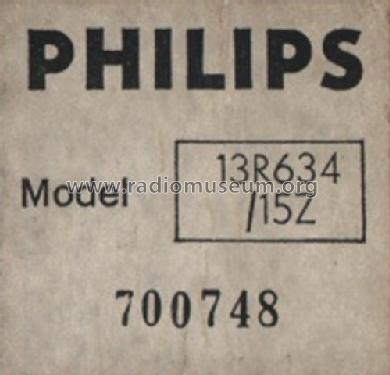 PHILIPS
Model 13R634
/15Z
www.radiomuseum.org
700748